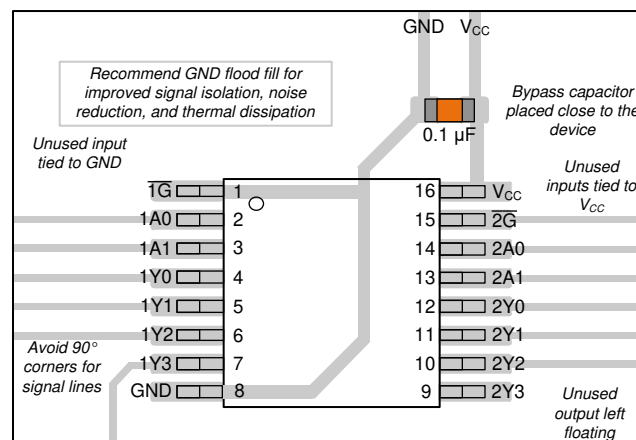 GND V_CC
Recommend GND flood fill for
improved signal isolation, noise
reduction, and thermal dissipation
Bypass capacitor
placed close to the
device
0.1 µF
Unused input
tied to GND
Unused
inputs tied to
V_CC
1G̅ 1 16 V_CC
1A0 2 15 2G̅
1A1 3 14 2A0
1Y0 4 13 2A1
1Y1 5 12 2Y0
1Y2 6 11 2Y1
1Y3 7 10 2Y2
GND 8 9 2Y3
Avoid 90°
corners for
signal lines
Unused
output left
floating